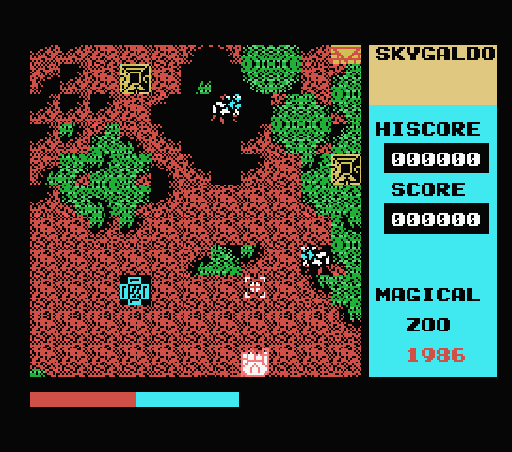 SKYGALDO
HISCORE
000000
SCORE
000000
MAGICAL
ZOO
1986